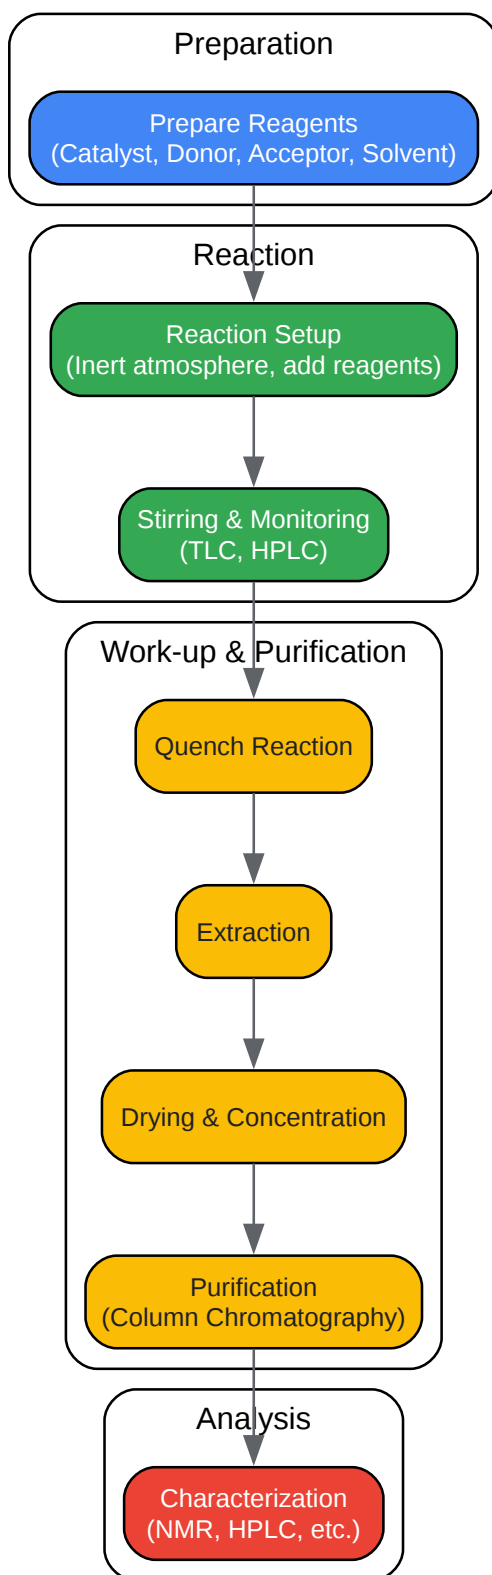 Preparation
Prepare Reagents
(Catalyst, Donor, Acceptor, Solvent)
Reaction
Reaction Setup
(Inert atmosphere, add reagents)
Stirring & Monitoring
(TLC, HPLC)
Work-up & Purification
Quench Reaction
Extraction
Drying & Concentration
Purification
(Column Chromatography)
Analysis
Characterization
(NMR, HPLC, etc.)